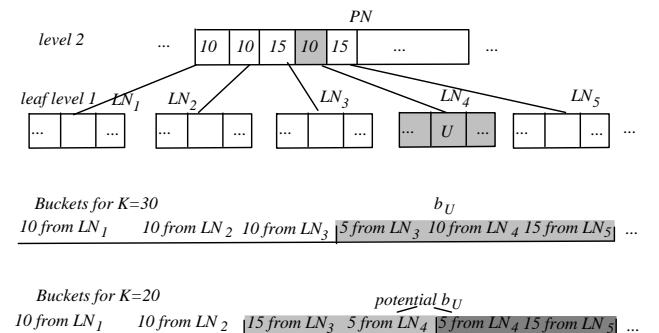 PN
level 2 ... 10 10 15 10 15 ... ...
leaf level 1 LN1 LN2 LN3 LN4 LN5
... ... ... ... ... ... ... U ... ... ... ...
Buckets for K=30 bU
10 from LN1 10 from LN2 10 from LN3 5 from LN3 10 from LN4 15 from LN5 ...
Buckets for K=20 potential bU
10 from LN1 10 from LN2 15 from LN3 5 from LN4 5 from LN4 15 from LN5 ...